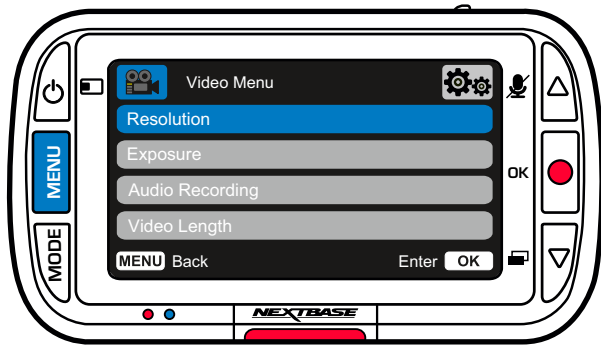 Video Menu
Resolution
MENU
Exposure
OK
Audio Recording
Video Length
MODE
MENU Back
Enter OK
NEXTBASE